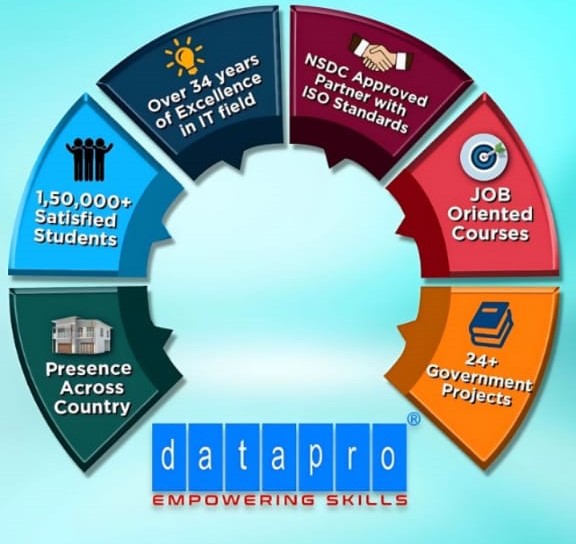 Over 34 years
of Excellence
in IT field
NSDC Approved
Partner with
ISO Standards
1,50,000+
Satisfied
Students
JOB
Oriented
Courses
Presence
Across
Country
24+
Government
Projects
datapro®
EMPOWERING SKILLS